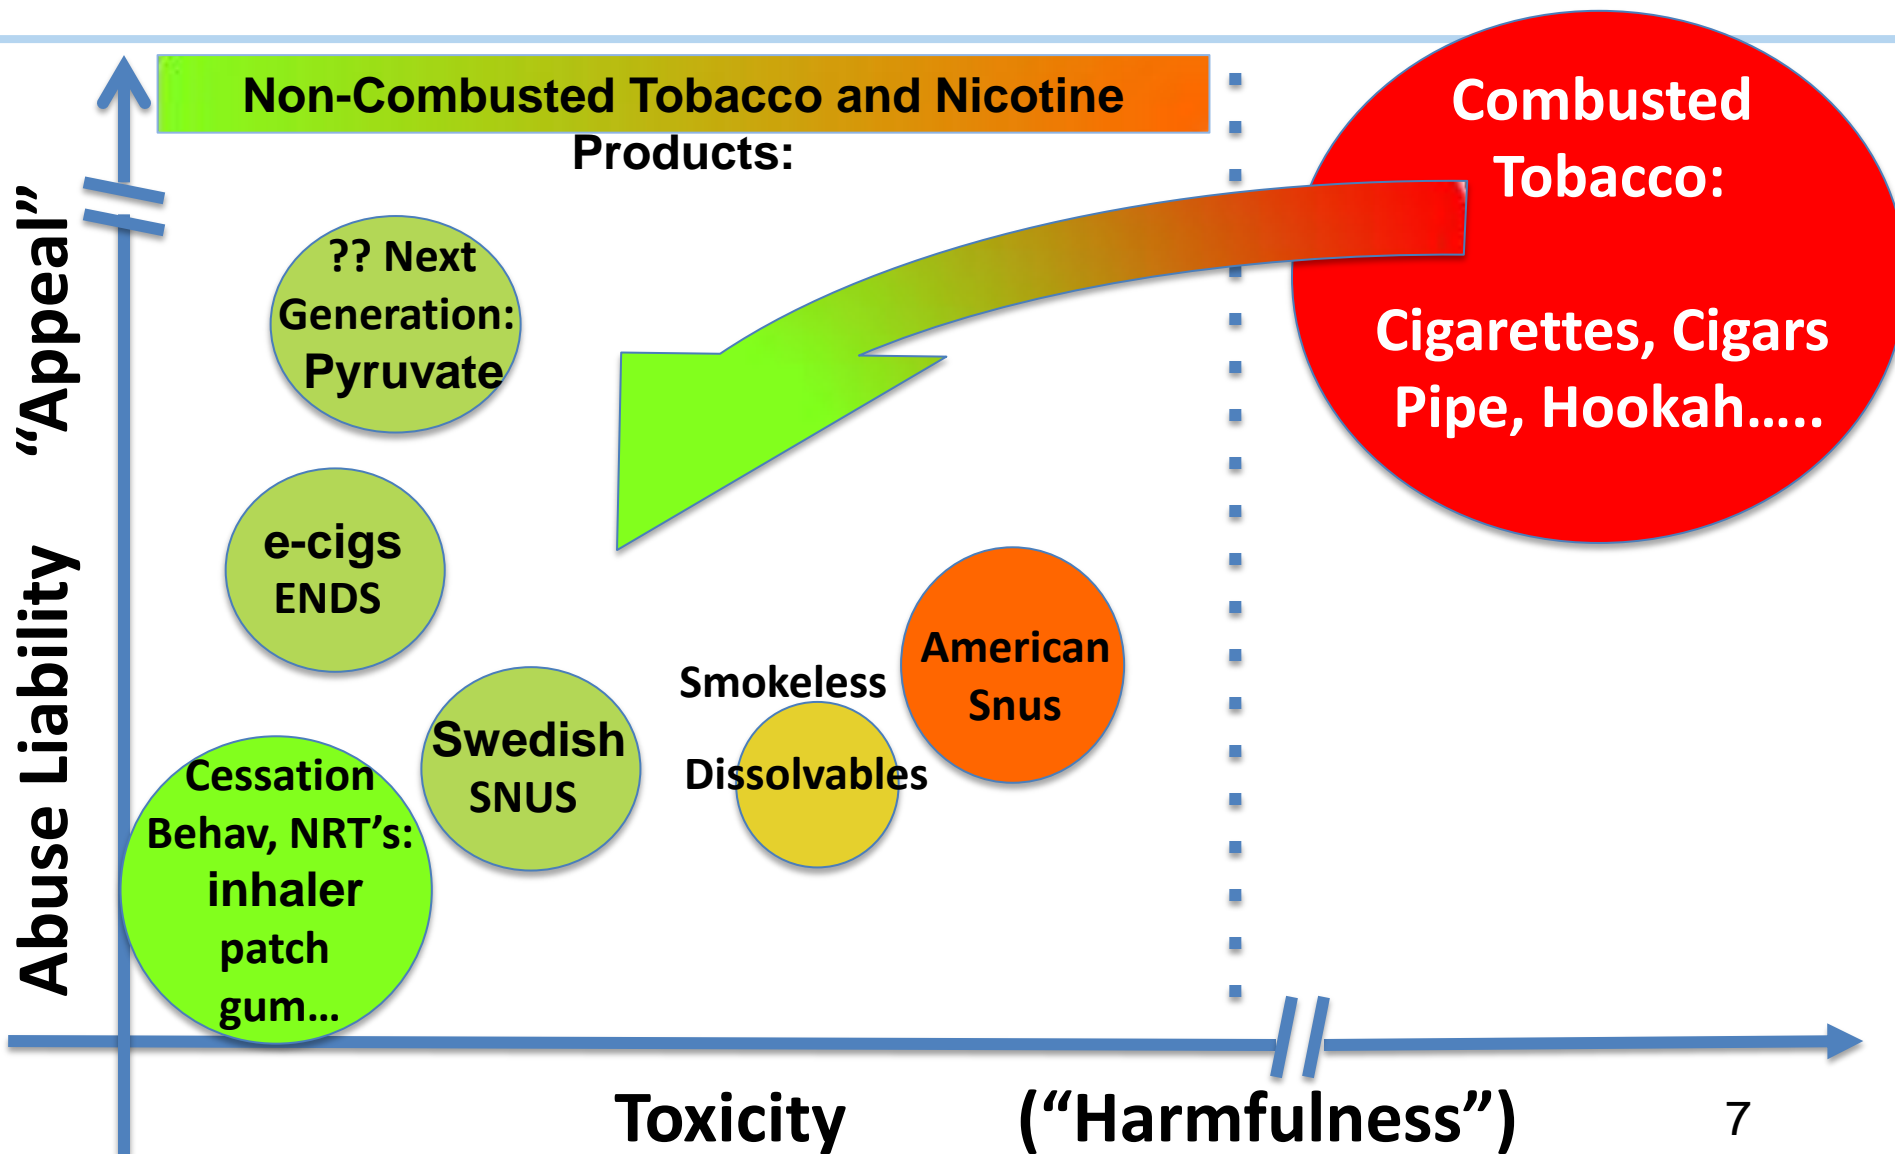 Non-Combusted Tobacco and Nicotine
Products:
Combusted
Tobacco:
Cigarettes, Cigars
Pipe, Hookah…..
?? Next
Generation:
Pyruvate
e-cigs
ENDS
American
Snus
Smokeless
Dissolvables
Swedish
SNUS
Cessation
Behav, NRT’s:
inhaler
patch
gum…
Abuse Liability “Appeal”
Toxicity (“Harmfulness”)
7